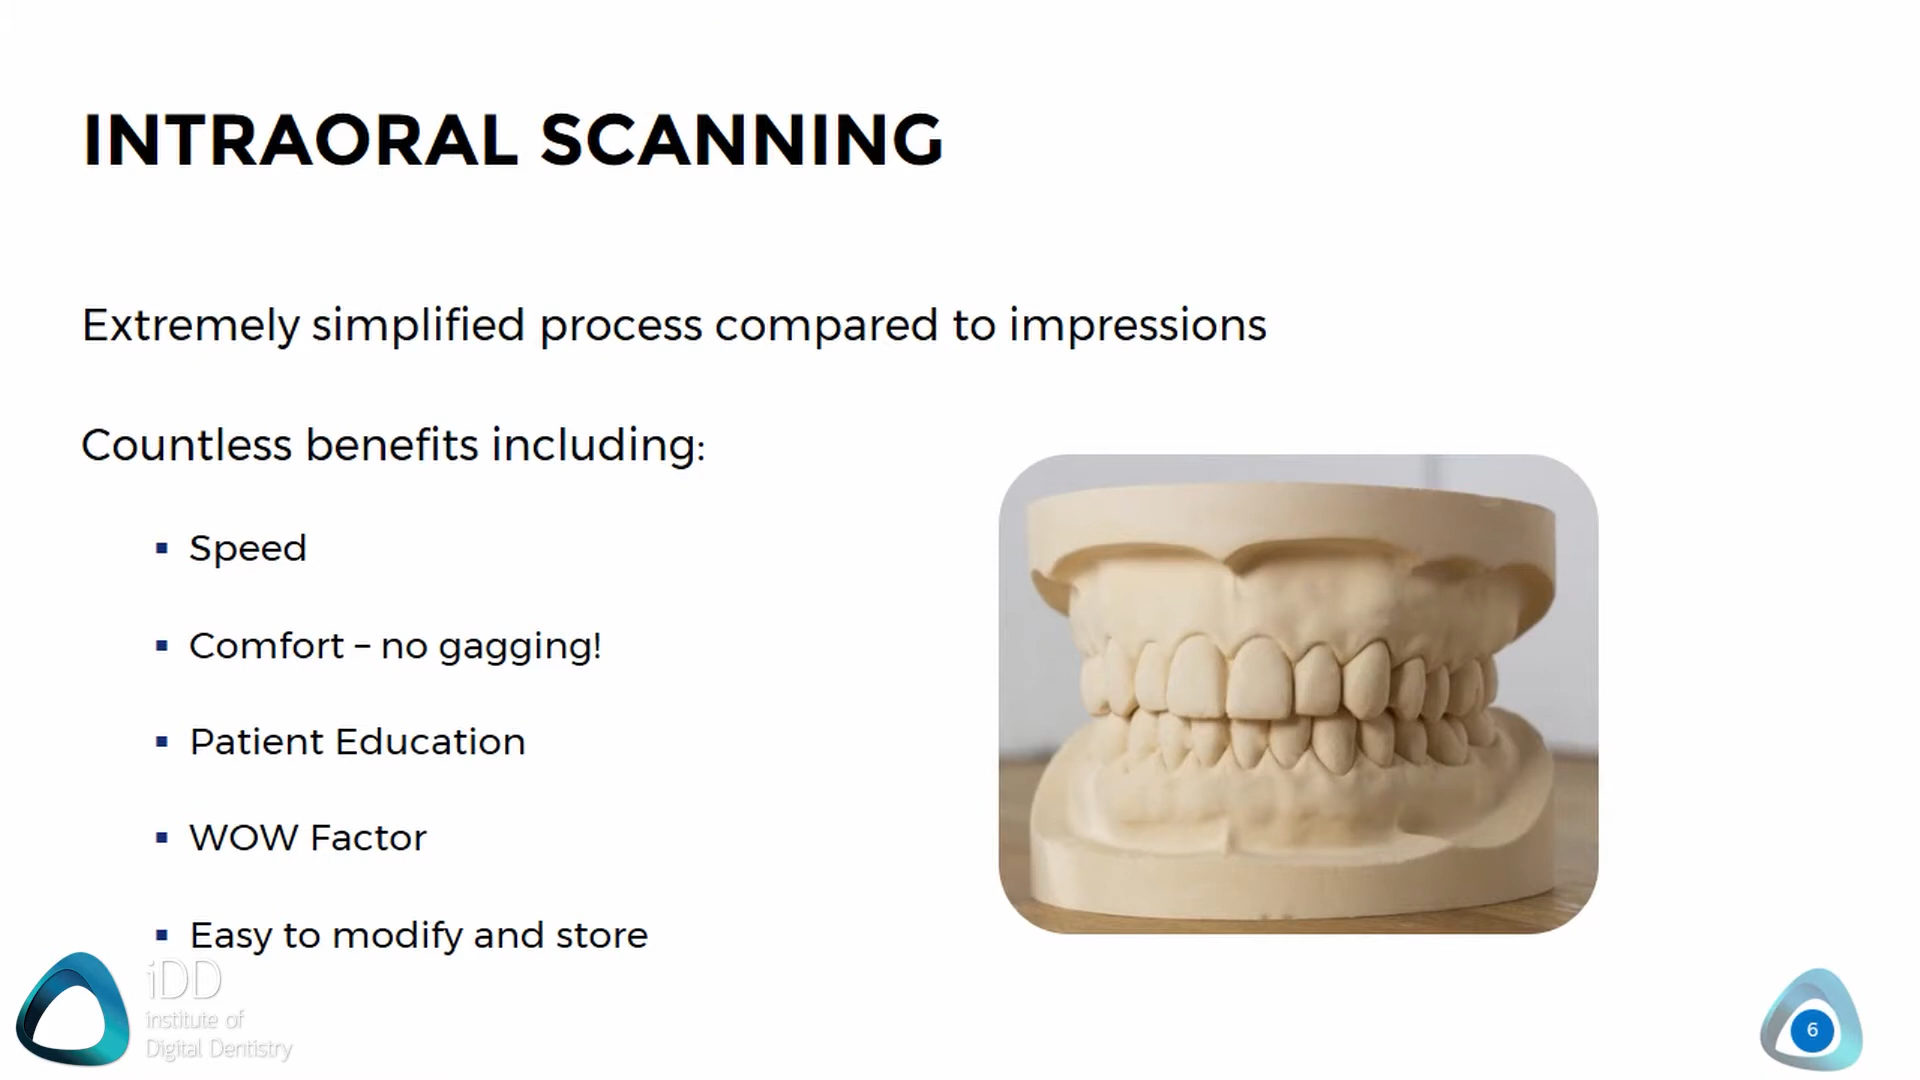 INTRAORAL SCANNING
Extremely simplified process compared to impressions
Countless benefits including:
▪ Speed
▪ Comfort – no gagging!
▪ Patient Education
▪ WOW Factor
▪ Easy to modify and store
iDD
institute of
Digital Dentistry
6